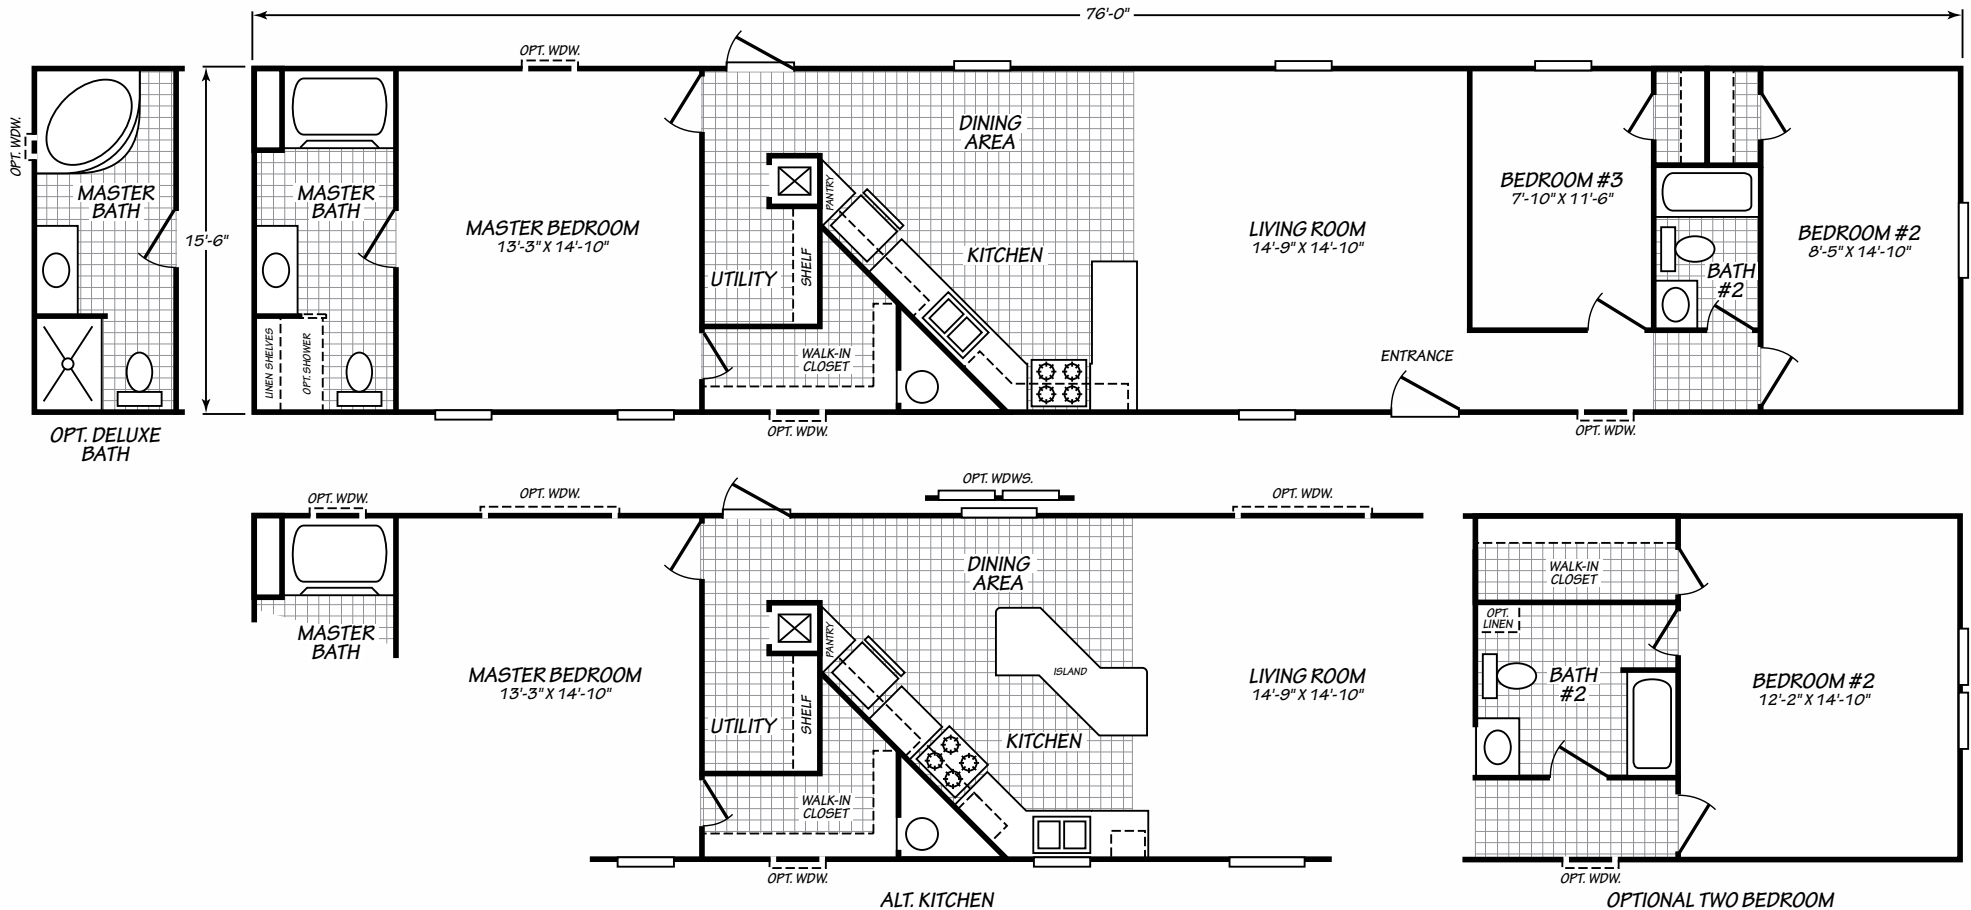 76'-0"
OPT. WDW.
OPT. WDW.
MASTER
BATH
15'-6"
MASTER
BATH
LINEN SHELVES
OPT. SHOWER
MASTER BEDROOM
13'-3" X 14'-10"
DINING
AREA
PANTRY
UTILITY
SHELF
KITCHEN
WALK-IN
CLOSET
LIVING ROOM
14'-9" X 14'-10"
ENTRANCE
BEDROOM #3
7'-10" X 11'-6"
BATH
#2
BEDROOM #2
8'-5" X 14'-10"
OPT. WDW.
OPT. WDW.
OPT. DELUXE
BATH
OPT. WDW.
OPT. WDW.
OPT. WDWS.
OPT. WDW.
MASTER
BATH
MASTER BEDROOM
13'-3" X 14'-10"
DINING
AREA
PANTRY
UTILITY
SHELF
ISLAND
KITCHEN
WALK-IN
CLOSET
LIVING ROOM
14'-9" X 14'-10"
WALK-IN
CLOSET
OPT.
LINEN
BATH
#2
BEDROOM #2
12'-2" X 14'-10"
OPT. WDW.
OPT. WDW.
ALT. KITCHEN
OPTIONAL TWO BEDROOM